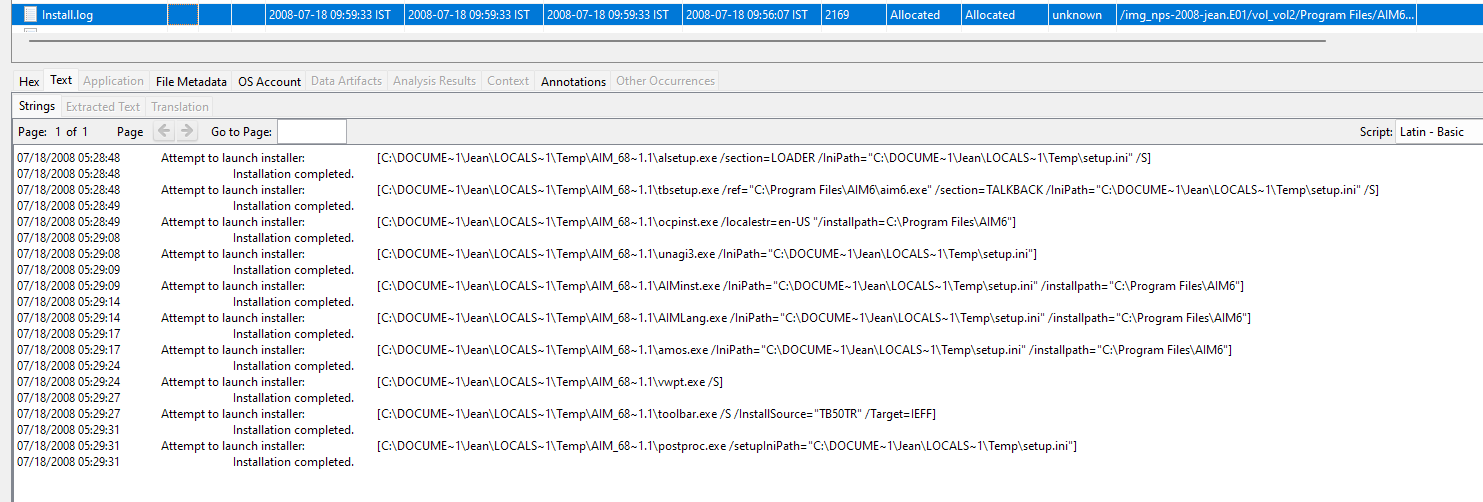 Install.log 2008-07-18 09:59:33 IST 2008-07-18 09:59:33 IST 2008-07-18 09:59:33 IST 2008-07-18 09:56:07 IST 2169 Allocated Allocated unknown /img_nps-2008-jean.E01/vol_vol2/Program Files/AIM6...
Hex Text Application File Metadata OS Account Data Artifacts Analysis Results Context Annotations Other Occurrences
Strings Extracted Text Translation
Page: 1 of 1 Page Go to Page: Script: Latin - Basic
07/18/2008 05:28:48 Attempt to launch installer: [C:\DOCUME~1\Jean\LOCALS~1\Temp\AIM_68~1.1\alsetup.exe /section=LOADER /IniPath="C:\DOCUME~1\Jean\LOCALS~1\Temp\setup.ini" /S]
07/18/2008 05:28:48 Installation completed.
07/18/2008 05:28:48 Attempt to launch installer: [C:\DOCUME~1\Jean\LOCALS~1\Temp\AIM_68~1.1\tbsetup.exe /ref="C:\Program Files\AIM6\aim6.exe" /section=TALKBACK /IniPath="C:\DOCUME~1\Jean\LOCALS~1\Temp\setup.ini" /S]
07/18/2008 05:28:49 Installation completed.
07/18/2008 05:28:49 Attempt to launch installer: [C:\DOCUME~1\Jean\LOCALS~1\Temp\AIM_68~1.1\ocpinst.exe /localestr=en-US "/installpath=C:\Program Files\AIM6"]
07/18/2008 05:29:08 Installation completed.
07/18/2008 05:29:08 Attempt to launch installer: [C:\DOCUME~1\Jean\LOCALS~1\Temp\AIM_68~1.1\unagi3.exe /IniPath="C:\DOCUME~1\Jean\LOCALS~1\Temp\setup.ini"]
07/18/2008 05:29:09 Installation completed.
07/18/2008 05:29:09 Attempt to launch installer: [C:\DOCUME~1\Jean\LOCALS~1\Temp\AIM_68~1.1\AIMinst.exe /IniPath="C:\DOCUME~1\Jean\LOCALS~1\Temp\setup.ini" /installpath="C:\Program Files\AIM6"]
07/18/2008 05:29:14 Installation completed.
07/18/2008 05:29:14 Attempt to launch installer: [C:\DOCUME~1\Jean\LOCALS~1\Temp\AIM_68~1.1\AIMLang.exe /IniPath="C:\DOCUME~1\Jean\LOCALS~1\Temp\setup.ini" /installpath="C:\Program Files\AIM6"]
07/18/2008 05:29:17 Installation completed.
07/18/2008 05:29:17 Attempt to launch installer: [C:\DOCUME~1\Jean\LOCALS~1\Temp\AIM_68~1.1\amos.exe /IniPath="C:\DOCUME~1\Jean\LOCALS~1\Temp\setup.ini" /installpath="C:\Program Files\AIM6"]
07/18/2008 05:29:24 Installation completed.
07/18/2008 05:29:24 Attempt to launch installer: [C:\DOCUME~1\Jean\LOCALS~1\Temp\AIM_68~1.1\vwpt.exe /S]
07/18/2008 05:29:27 Installation completed.
07/18/2008 05:29:27 Attempt to launch installer: [C:\DOCUME~1\Jean\LOCALS~1\Temp\AIM_68~1.1\toolbar.exe /S /InstallSource="TB50TR" /Target=IEFF]
07/18/2008 05:29:31 Installation completed.
07/18/2008 05:29:31 Attempt to launch installer: [C:\DOCUME~1\Jean\LOCALS~1\Temp\AIM_68~1.1\postproc.exe /setupIniPath="C:\DOCUME~1\Jean\LOCALS~1\Temp\setup.ini"]
07/18/2008 05:29:31 Installation completed.